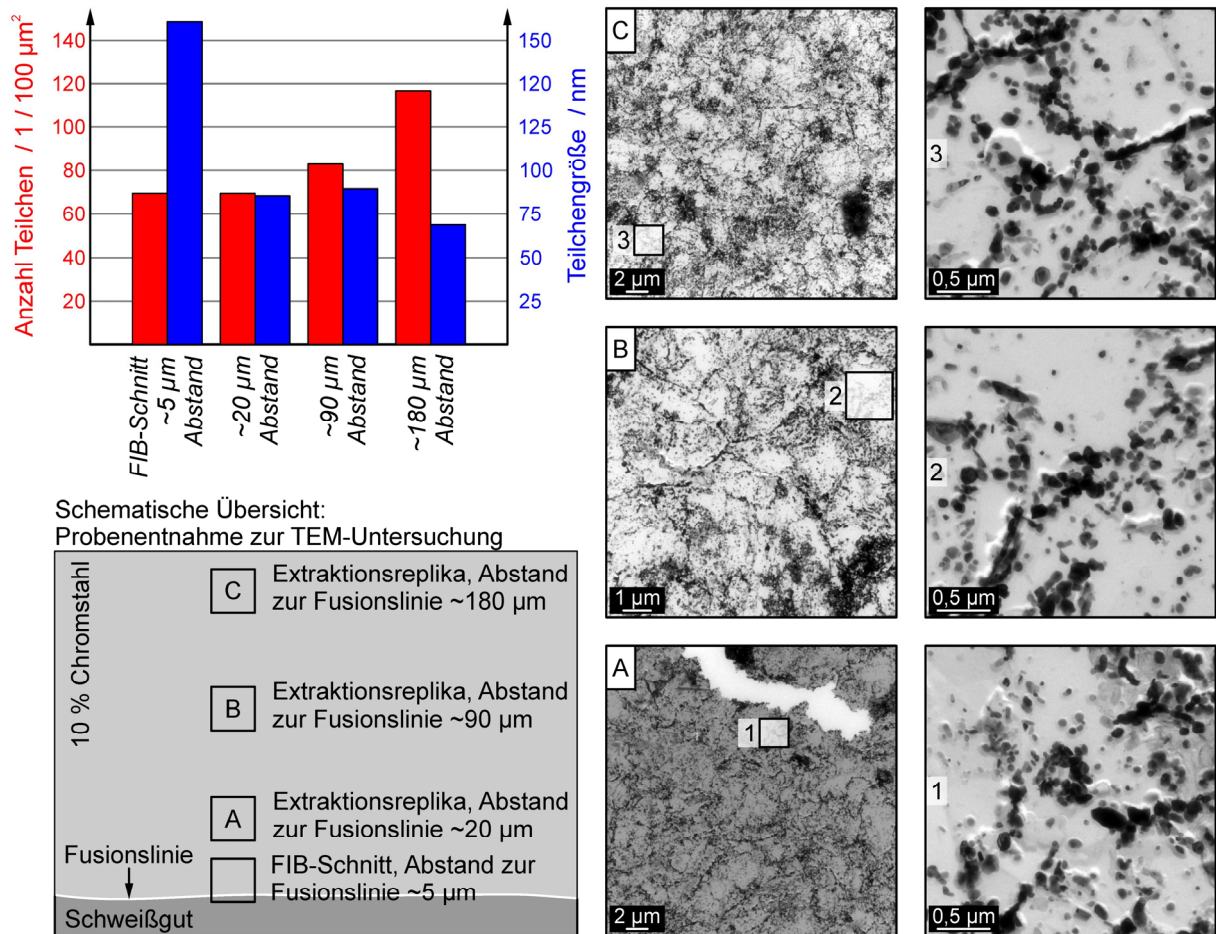 Anzahl Teilchen / 1 / 100 µm²
140
120
100
80
60
40
20
150
120
125
100
75
50
25
Teilchengröße / nm
FIB-Schnitt
~5 µm
Abstand
~20 µm
Abstand
~90 µm
Abstand
~180 µm
Abstand
Schematische Übersicht:
Probenentnahme zur TEM-Untersuchung
10 % Chromstahl
C
Extraktionsreplika, Abstand
zur Fusionslinie ~180 µm
B
Extraktionsreplika, Abstand
zur Fusionslinie ~90 µm
A
Extraktionsreplika, Abstand
zur Fusionslinie ~20 µm
FIB-Schnitt, Abstand zur
Fusionslinie ~5 µm
Fusionslinie
Schweißgut
C
3
2 µm
3
0,5 µm
B
2
1 µm
2
0,5 µm
A
1
2 µm
1
0,5 µm